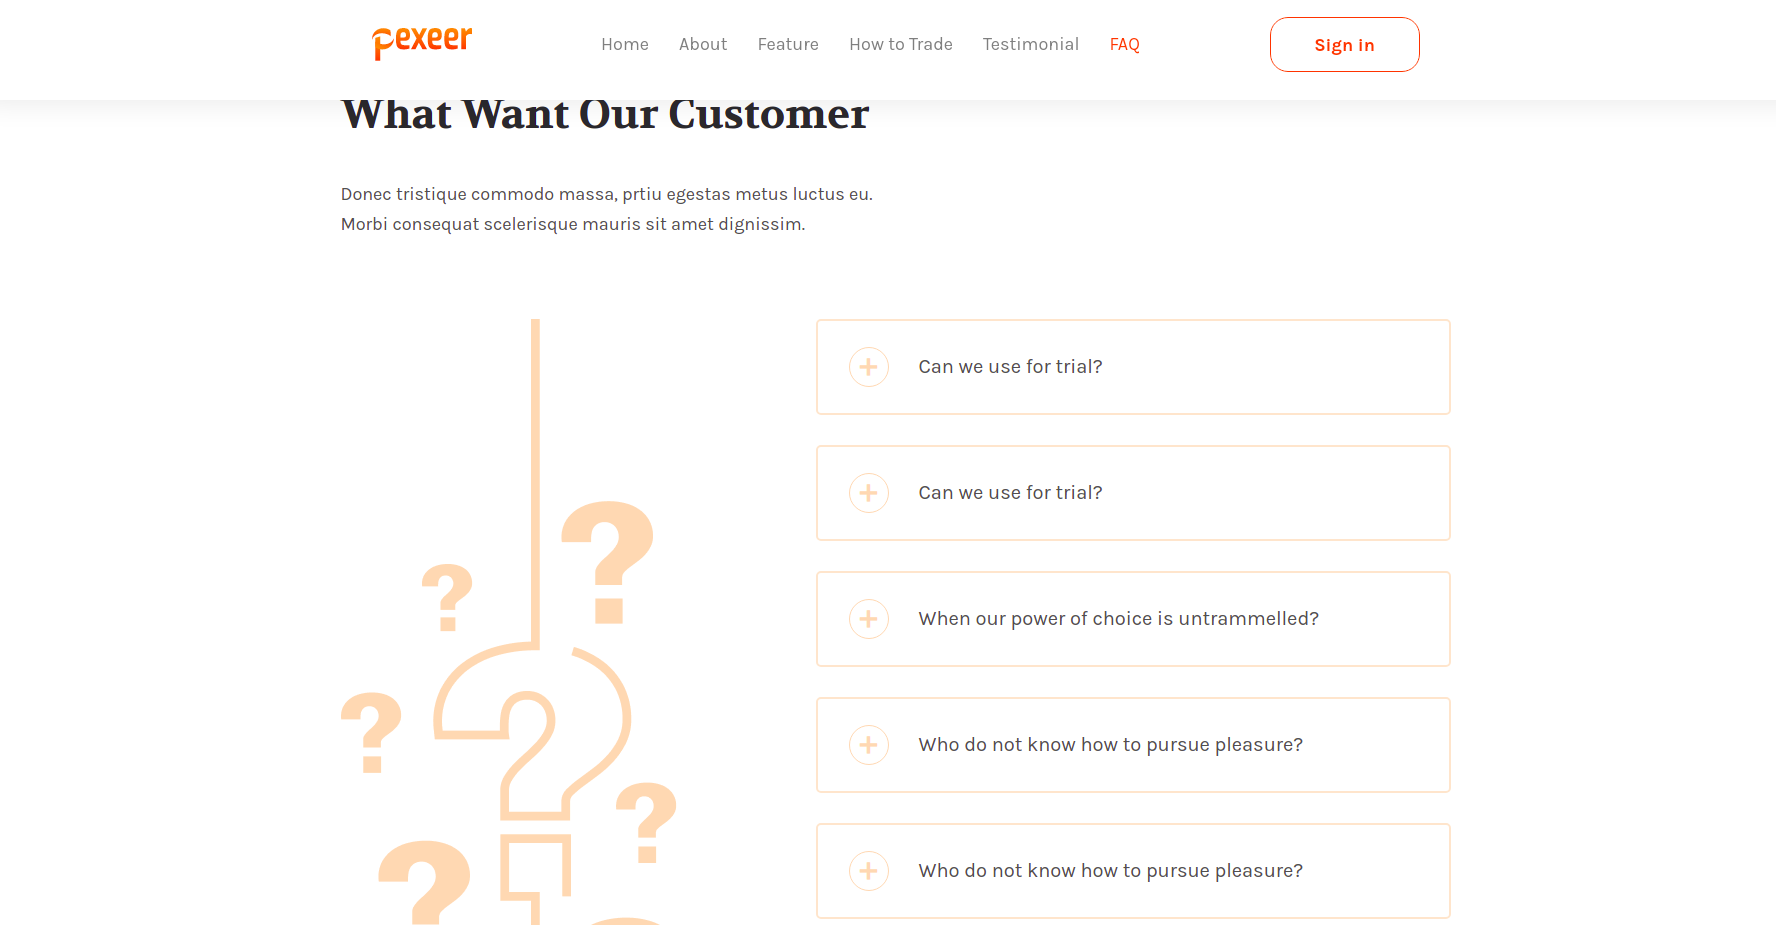 pexeer
Home About Feature How to Trade Testimonial FAQ
Sign in
What Want Our Customer
Donec tristique commodo massa, prtiu egestas metus luctus eu.
Morbi consequat scelerisque mauris sit amet dignissim.
Can we use for trial?
Can we use for trial?
When our power of choice is untrammelled?
Who do not know how to pursue pleasure?
Who do not know how to pursue pleasure?